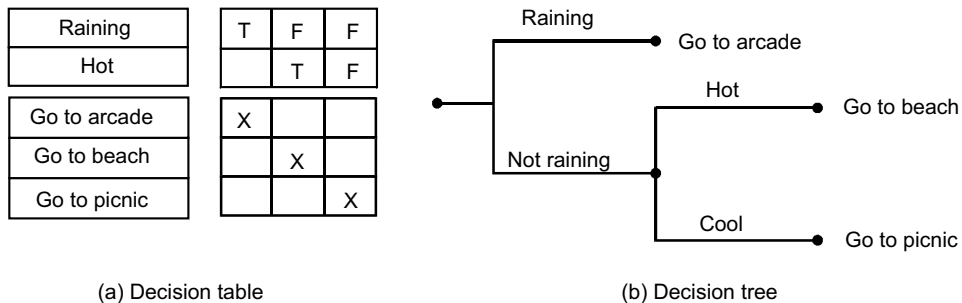 Raining T F F
Hot T F
Go to arcade X
Go to beach X
Go to picnic X
(a) Decision table
Raining
Go to arcade
Hot
Go to beach
Not raining
Cool
Go to picnic
(b) Decision tree